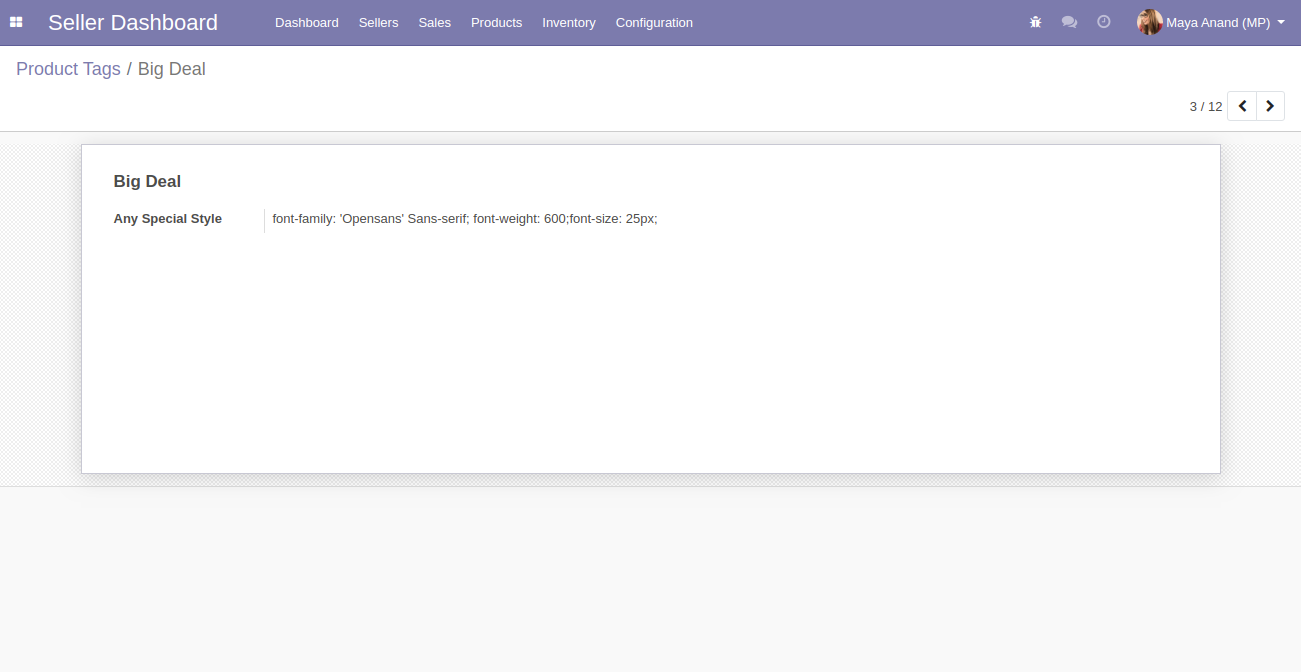 Seller Dashboard Dashboard Sellers Sales Products Inventory Configuration Maya Anand (MP)
Product Tags / Big Deal
3 / 12
Big Deal
Any Special Style font-family: 'Opensans' Sans-serif; font-weight: 600;font-size: 25px;